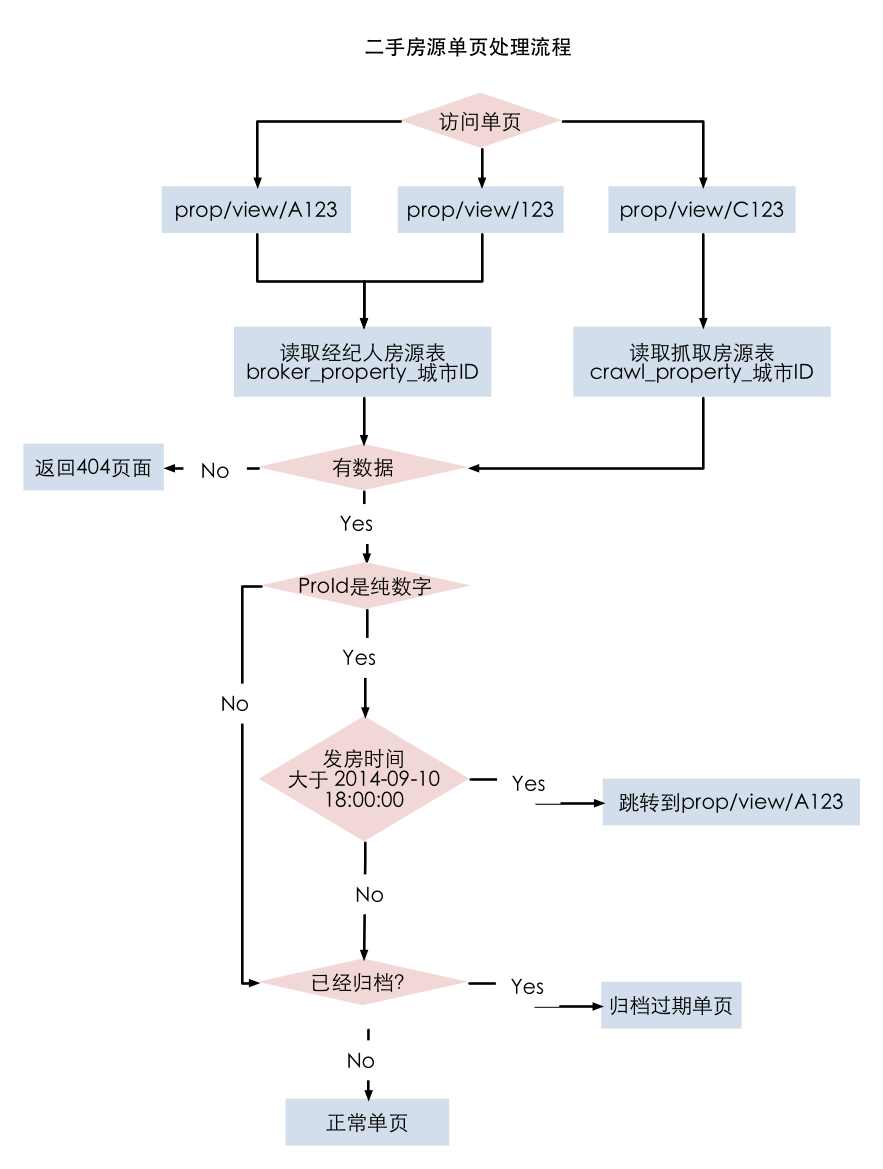 二手房源单页处理流程
访问单页
prop/view/A123
prop/view/123
prop/view/C123
读取经纪人房源表
broker_property_城市ID
读取抓取房源表
crawl_property_城市ID
返回404页面
No
有数据
Yes
ProId是纯数字
Yes
No
发房时间
大于 2014-09-10
18:00:00
Yes
跳转到prop/view/A123
No
已经归档?
Yes
归档过期单页
No
正常单页